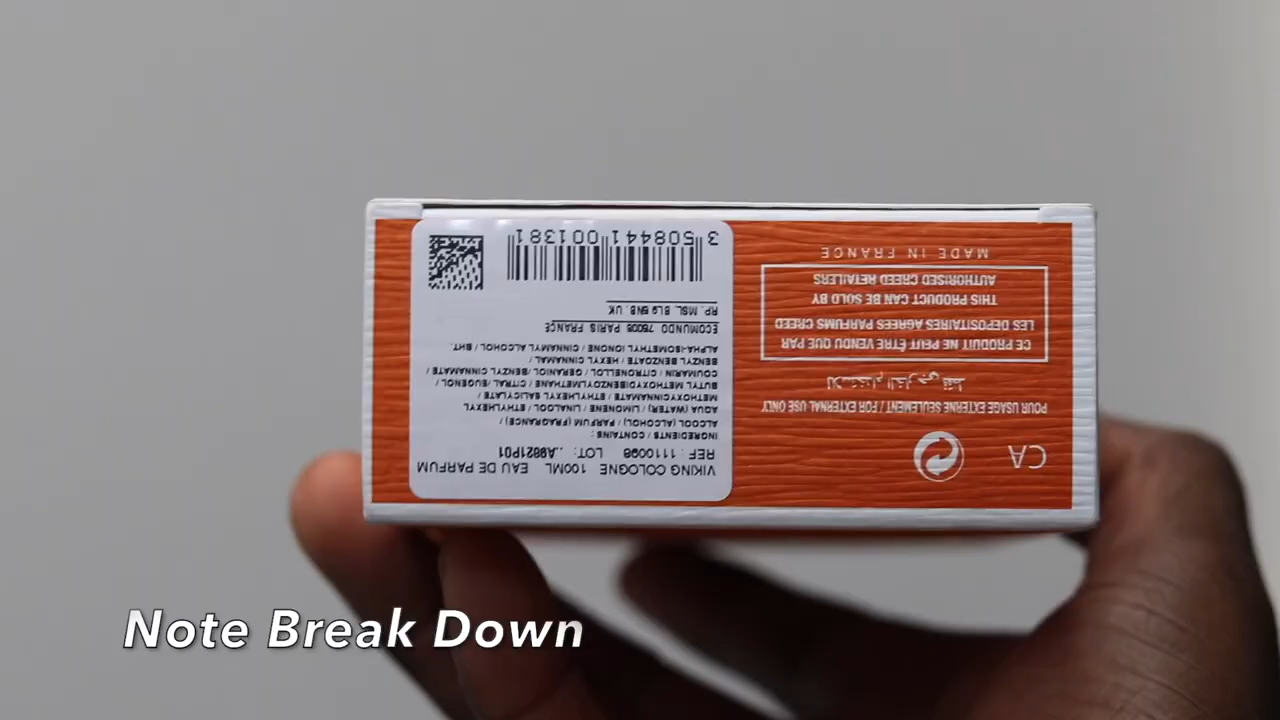 VIKING COLOGNE 100ML EAU DE PARFUM
REF : 1110098 LOT: ..A9821P01
INGREDIENTS / CONTAINS :
ALCOOL (ALCOHOL) / PARFUM (FRAGRANCE) /
AQUA (WATER) / LIMONENE / LINALOOL / ETHYLHEXYL
METHOXYCINNAMATE / ETHYLHEXYL SALICYLATE /
BUTYL METHOXYDIBENZOYLMETHANE / CITRAL / EUGENOL /
COUMARIN / CITRONELLOL / GERANIOL / BENZYL CINNAMATE /
BENZYL BENZOATE / HEXYL CINNAMAL /
ALPHA-ISOMETHYL IONONE / CINNAMYL ALCOHOL / BHT.
ECOMUNDO 75008 PARIS FRANCE
RP. MSL, BL9 5NB, UK
3 508441 001381
CA
POUR USAGE EXTERNE SEULEMENT / FOR EXTERNAL USE ONLY
CE PRODUIT NE PEUT ÊTRE VENDU QUE PAR
LES DEPOSITAIRES AGREES PARFUMS CREED
THIS PRODUCT CAN BE SOLD BY
AUTHORISED CREED RETAILERS
MADE IN FRANCE
Note Break Down